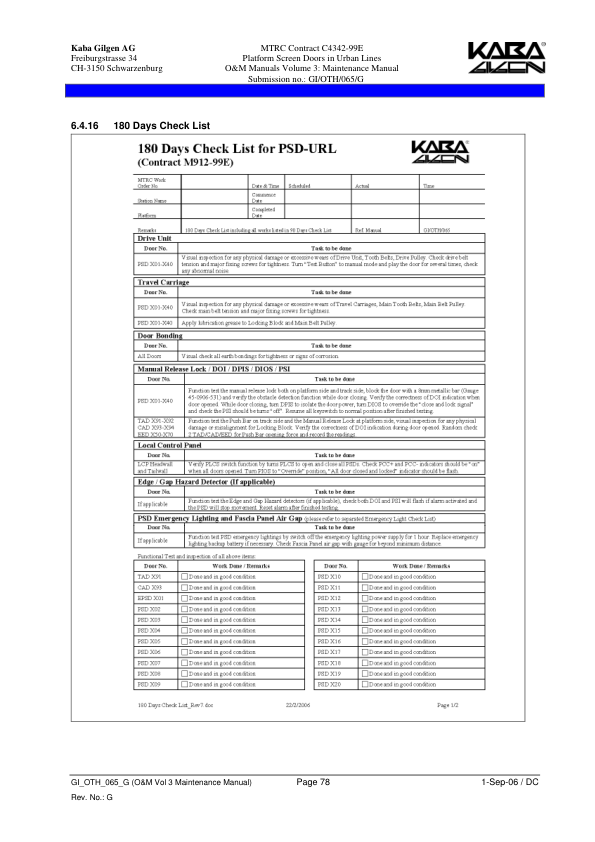 Kaba Gilgen AG
Freiburgstrasse 34
CH-3150 Schwarzenburg
MTRC Contract C4342-99E
Platform Screen Doors in Urban Lines
O&M Manuals Volume 3: Maintenance Manual
Submission no.: GI/OTH/065/G
KABA
GILGEN
6.4.16 180 Days Check List
180 Days Check List for PSD-URL
(Contract M912-99E)
KABA
GILGEN
MTRC Work
Order No. Date & Time Scheduled Actual Time
Station Name Commence
Date
Platform Completed
Date
Remarks 180 Days Check List including all works listed in 90 Days Check List Ref. Manual GI/OTH/065
Drive Unit
Door No. Task to be done
PSD X01-X40 Visual inspection for any physical damage or excessive wears of Drive Unit, Tooth Belts, Drive Pulley. Check drive belt
tension and major fixing screws for tightness. Turn "Test Button" to manual mode and play the door for several times, check
any abnormal noise.
Travel Carriage
Door No. Task to be done
PSD X01-X40 Visual inspection for any physical damage or excessive wears of Travel Carriages, Main Tooth Belts, Main Belt Pulley.
Check main belt tension and major fixing screws for tightness.
PSD X01-X40 Apply lubrication grease to Locking Block and Main Belt Pulley
Door Bonding
Door No. Task to be done
All Doors Visual check all earth bondings for tightness or signs of corrosion.
Manual Release Lock / DOI / DPIS / DIOS / PSI
Door No. Task to be done
PSD X01-X40 Function test the manual release lock both on platform side and track side, block the door with a 8mm metallic bar (Gauge
45-0906-531) and verify the obstacle detection function while door closing. Verify the correctness of DOI indication when
door opened. While door closing, turn DPIS to isolate the door power, turn DIOS to override the "close and lock signal"
and check the PSI should be turns "off". Resume all keyswitch to normal position after finished testing.
TAD X91-X92
CAD X93-X94
EED X50-X70
Function test the Push Bar on track side and the Manual Release Lock at platform side, visual inspection for any physical
damage or misalignment for Locking Block. Verify the correctness of DOI indication during door opened. Random check
2 TAD/CAD/EED for Push Bar opening force and record the readings.
Local Control Panel
Door No. Task to be done
LCP Headwall
and Tailwall
Verify PLCS switch function by turns PLCS to open and close all PSDs. Check PCC+ and PCC- indicators should be "on"
when all doors opened. Turn PIOS to "Override" position, "All door closed and locked" indicator should be flash.
Edge / Gap Hazard Detector (If applicable)
Door No. Task to be done
If applicable Function test the Edge and Gap Hazard detectors (if applicable), check both DOI and PSI will flash if alarm activated and
the PSD will stop movement. Reset alarm after finished testing.
PSD Emergency Lighting and Fascia Panel Air Gap (please refer to separated Emergency Light Check List)
Door No. Task to be done
If applicable Function test PSD emergency lightings by switch off the emergency lighting power supply for 1 hour. Replace emergency
lighting backup battery if necessary. Check Fascia Panel air gap with gauge for beyond minimum distance.
Functional Test and inspection of all above items:
Door No. Work Done / Remarks Door No. Work Done / Remarks
TAD X91 Done and in good condition PSD X10 Done and in good condition
CAD X93 Done and in good condition PSD X11 Done and in good condition
EPSD X01 Done and in good condition PSD X12 Done and in good condition
PSD X02 Done and in good condition PSD X13 Done and in good condition
PSD X03 Done and in good condition PSD X14 Done and in good condition
PSD X04 Done and in good condition PSD X15 Done and in good condition
PSD X05 Done and in good condition PSD X16 Done and in good condition
PSD X06 Done and in good condition PSD X17 Done and in good condition
PSD X07 Done and in good condition PSD X18 Done and in good condition
PSD X08 Done and in good condition PSD X19 Done and in good condition
PSD X09 Done and in good condition PSD X20 Done and in good condition
180 Days Check List_Rev7.doc 22/2/2006 Page 1/2
GI_OTH_065_G (O&M Vol 3 Maintenance Manual) Page 78 1-Sep-06 / DC
Rev. No.: G